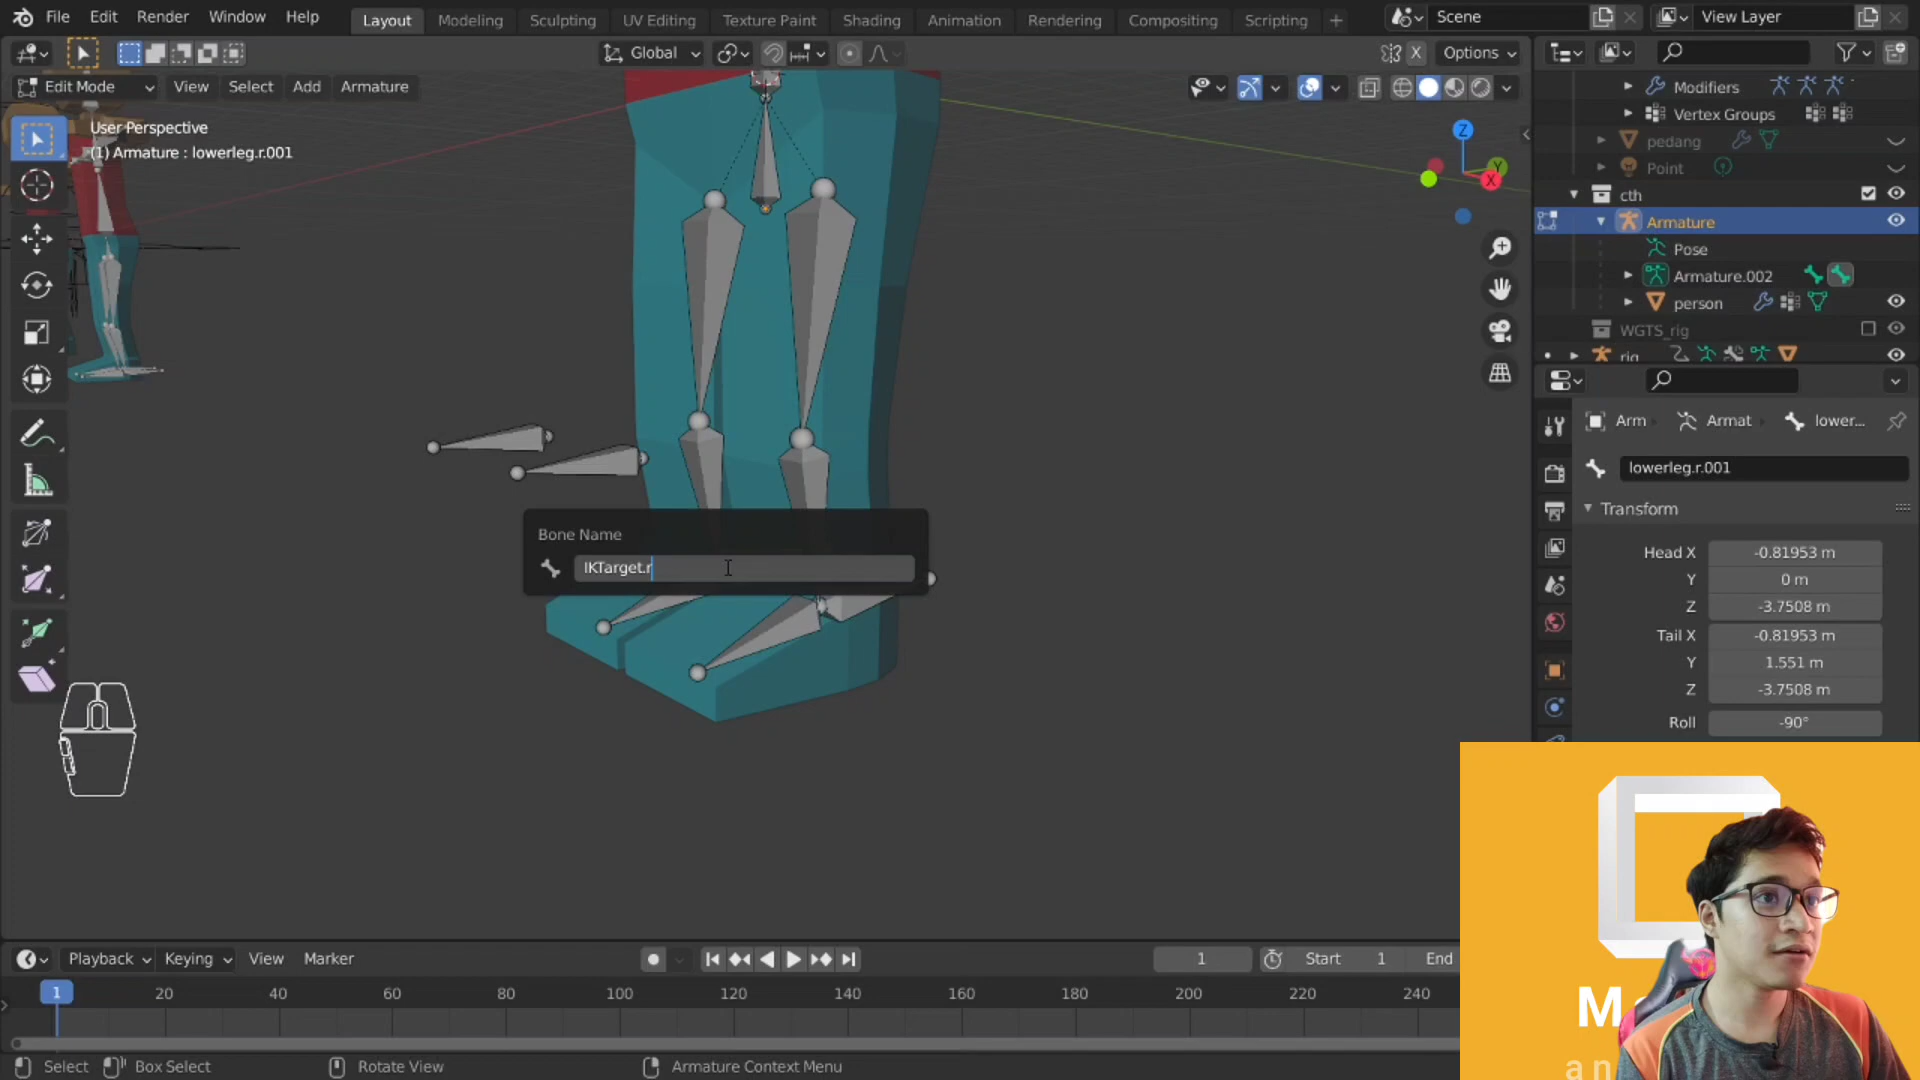 File Edit Render Window Help Layout Modeling Sculpting UV Editing Texture Paint Shading Animation Rendering Compositing Scripting + Scene View Layer
Global X Options
Edit Mode View Select Add Armature
User Perspective
(1) Armature : lowerleg.r.001
Z
Y
X
Modifiers
Vertex Groups
pedang
Point
cth
Armature
Pose
Armature.002
person
WGTS_rig
rig
Arm Armat lower...
lowerleg.r.001
Transform
Head X -0.81953 m
Y 0 m
Z -3.7508 m
Tail X -0.81953 m
Y 1.551 m
Z -3.7508 m
Roll -90°
Bone Name
IKTarget.r
Playback Keying View Marker 1 Start 1 End
1 20 40 60 80 100 120 140 160 180 200 220 240
Select Box Select Rotate View Armature Context Menu